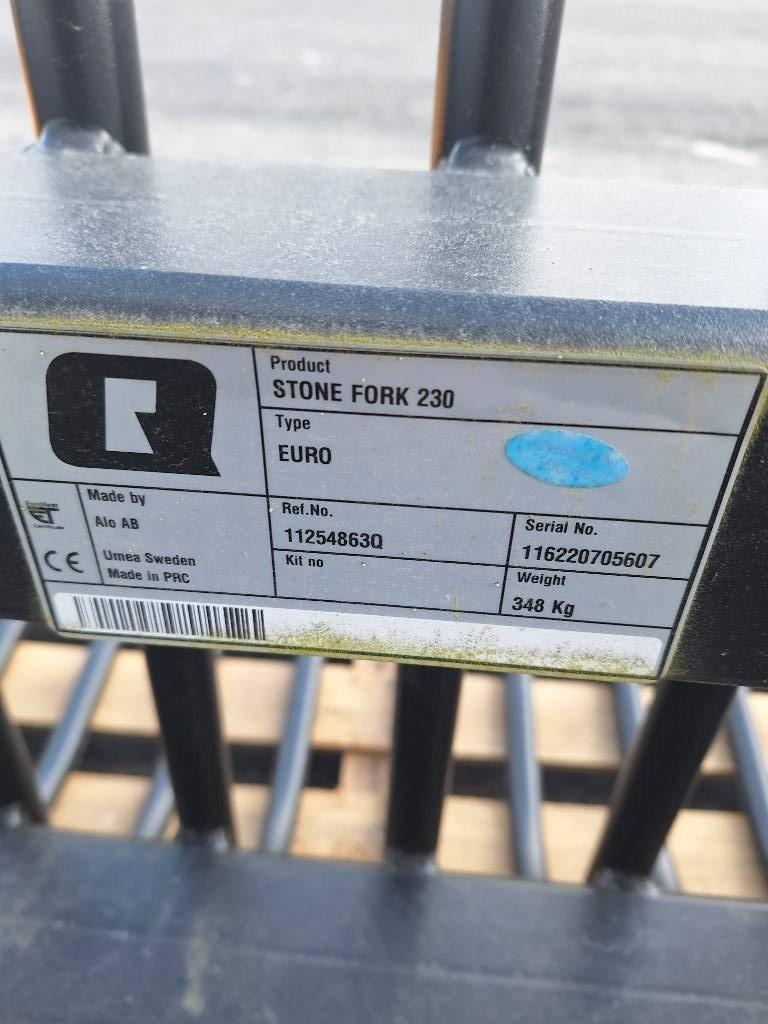 R
Product
STONE FORK 230
Type
EURO
Made by
Alo AB
Umea Sweden
Made in PRC
CE
Ref.No.
11254863Q
Kit no
Serial No.
116220705607
Weight
348 Kg